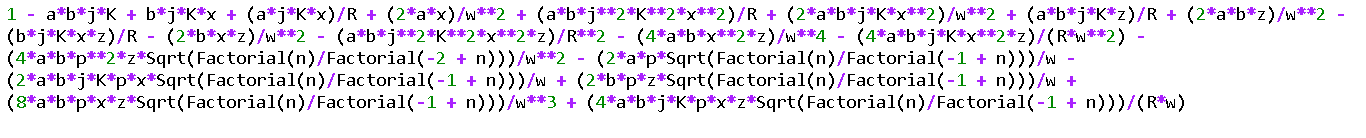 1 - a*b*j*K + b*j*K*x + (a*j*K*x)/R + (2*a*x)/w**2 + (a*b*j**2*K**2*x**2)/R + (2*a*b*j*K*x**2)/w**2 + (a*b*j*K*z)/R + (2*a*b*z)/w**2 -
(b*j*K*x*z)/R - (2*b*x*z)/w**2 - (a*b*j**2*K**2*x**2*z)/R**2 - (4*a*b*x**2*z)/w**4 - (4*a*b*j*K*x**2*z)/(R*w**2) -
(4*a*b*p**2*z*Sqrt(Factorial(n)/Factorial(-2 + n)))/w**2 - (2*a*p*Sqrt(Factorial(n)/Factorial(-1 + n)))/w -
(2*a*b*j*K*p*x*Sqrt(Factorial(n)/Factorial(-1 + n)))/w + (2*b*p*z*Sqrt(Factorial(n)/Factorial(-1 + n)))/w +
(8*a*b*p*x*z*Sqrt(Factorial(n)/Factorial(-1 + n)))/w**3 + (4*a*b*j*K*p*x*z*Sqrt(Factorial(n)/Factorial(-1 + n)))/(R*w)